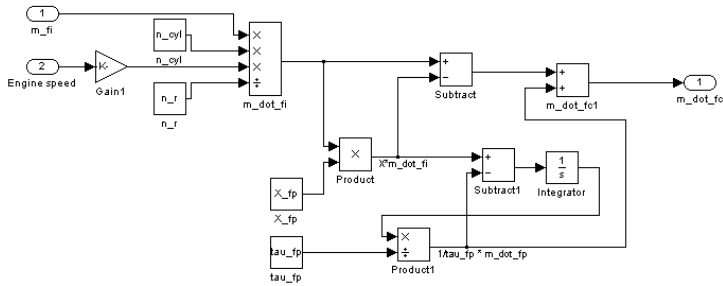 1
m_fi
2
Engine speed
K-
Gain1
n_cyl
n_cyl
n_r
n_r
×
×
×
÷
m_dot_fi
X_fp
X_fp
tau_fp
tau_fp
×
Product
X*m_dot_fi
×
÷
Product1
1/tau_fp * m_dot_fp
+
−
Subtract
+
−
Subtract1
1
s
Integrator
+
+
m_dot_fc1
1
m_dot_fc